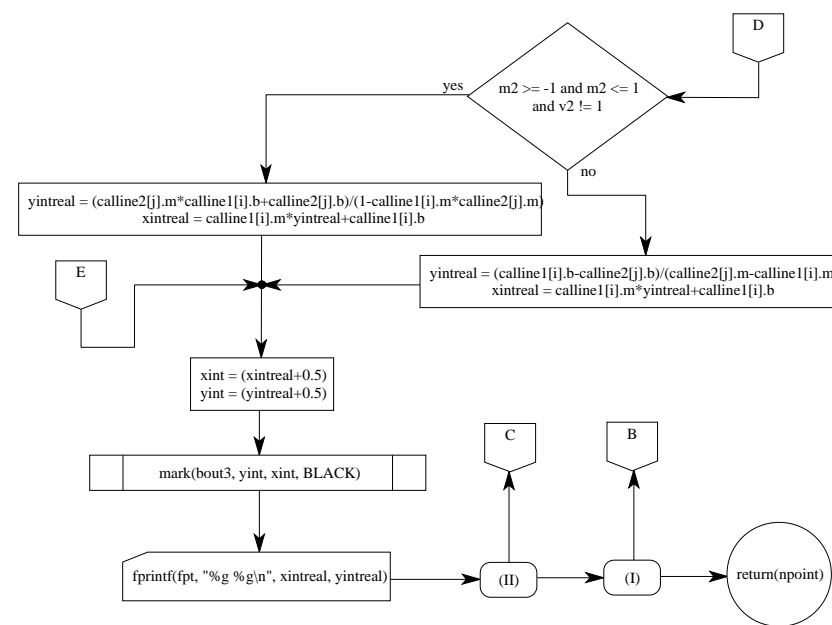 D
yes
m2 >= -1 and m2 <= 1
and v2 != 1
no
yintreal = (calline2[j].m*calline1[i].b+calline2[j].b)/(1-calline1[i].m*calline2[j].m)
xintreal = calline1[i].m*yintreal+calline1[i].b
E
yintreal = (calline1[i].b-calline2[j].b)/(calline2[j].m-calline1[i].m
xintreal = calline1[i].m*yintreal+calline1[i].b
xint = (xintreal+0.5)
yint = (yintreal+0.5)
C
B
mark(bout3, yint, xint, BLACK)
fprintf(fpt, "%g %g\n", xintreal, yintreal)
(II)
(I)
return(npoint)